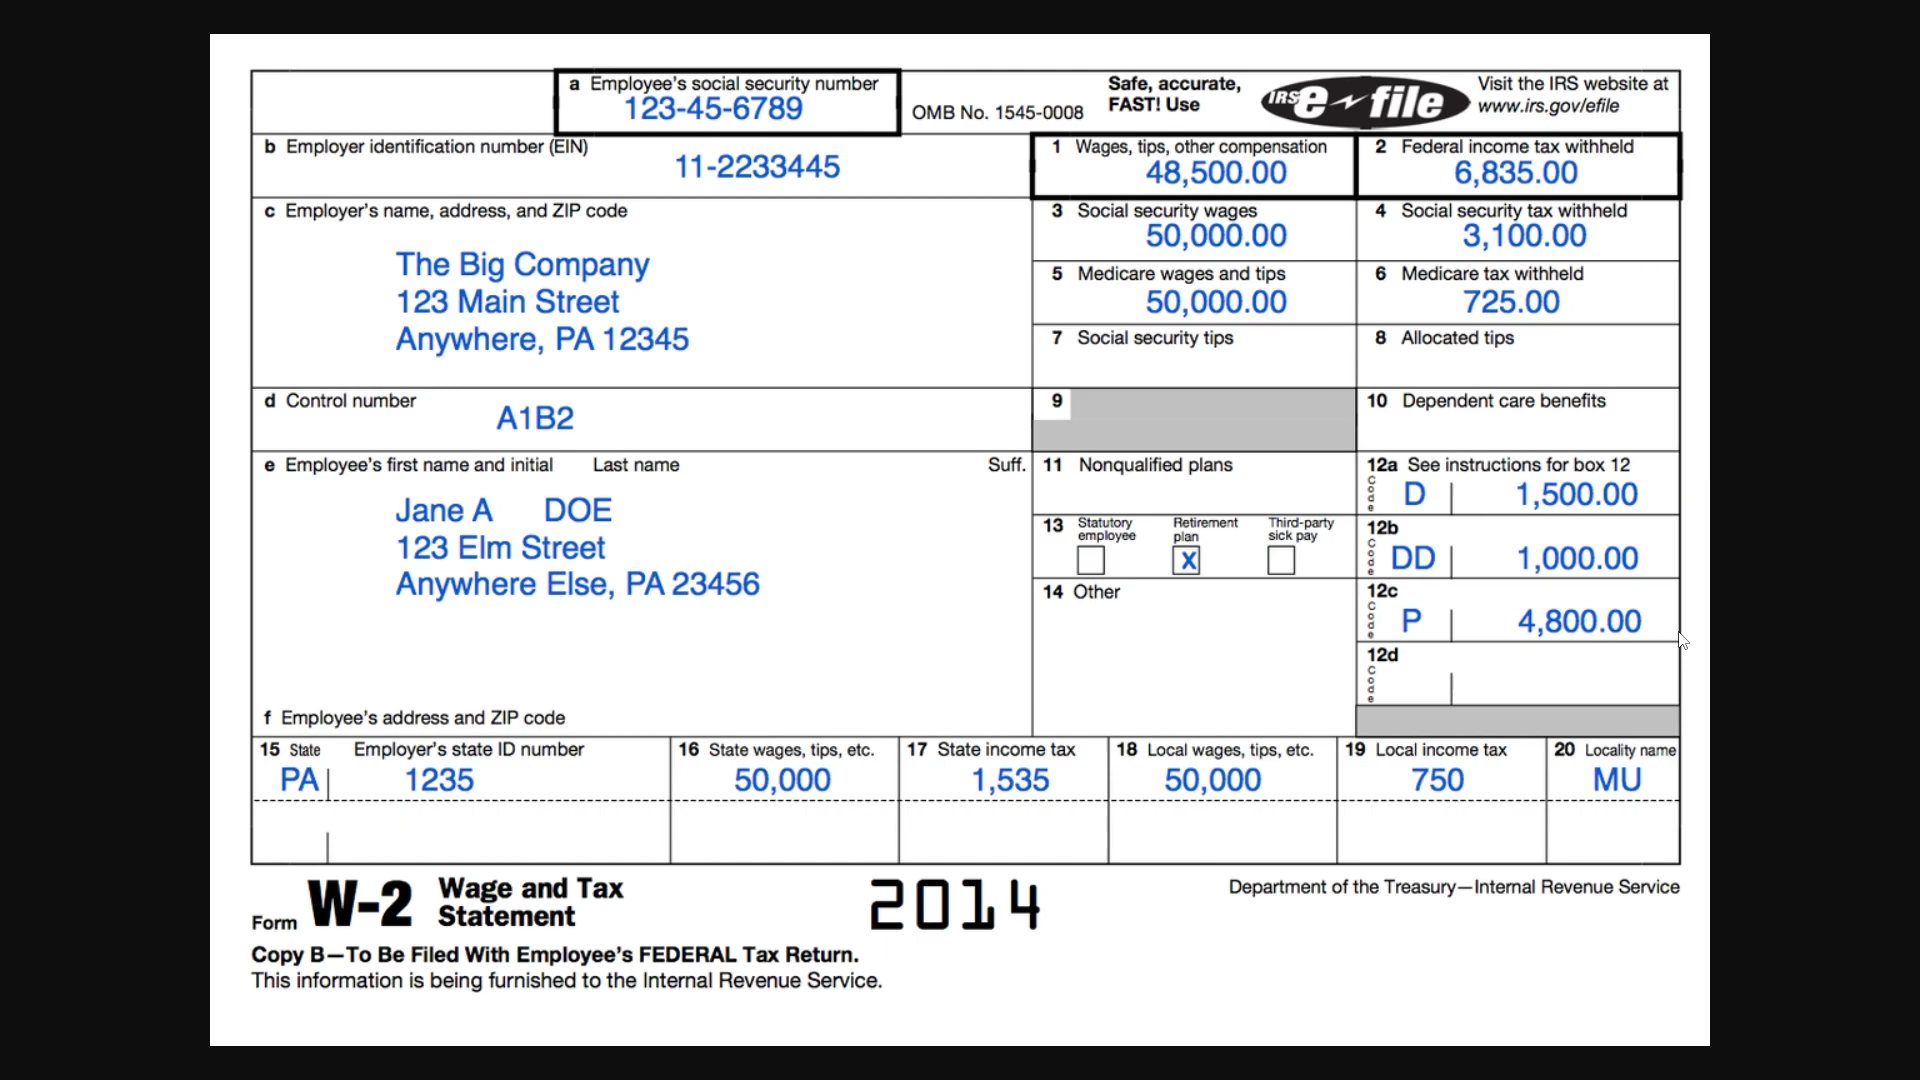 a Employee's social security number
123-45-6789
OMB No. 1545-0008
Safe, accurate,
FAST! Use
IRS e file
Visit the IRS website at
www.irs.gov/efile
b Employer identification number (EIN)
11-2233445
1 Wages, tips, other compensation
48,500.00
2 Federal income tax withheld
6,835.00
c Employer's name, address, and ZIP code
The Big Company
123 Main Street
Anywhere, PA 12345
3 Social security wages
50,000.00
4 Social security tax withheld
3,100.00
5 Medicare wages and tips
50,000.00
6 Medicare tax withheld
725.00
7 Social security tips
8 Allocated tips
d Control number
A1B2
9
10 Dependent care benefits
e Employee's first name and initial Last name Suff.
Jane A DOE
123 Elm Street
Anywhere Else, PA 23456
f Employee's address and ZIP code
11 Nonqualified plans
12a See instructions for box 12
Code D 1,500.00
13 Statutory employee Retirement plan Third-party sick pay
X
12b
Code DD 1,000.00
14 Other
12c
Code P 4,800.00
12d
Code
15 State Employer's state ID number
PA 1235
16 State wages, tips, etc.
50,000
17 State income tax
1,535
18 Local wages, tips, etc.
50,000
19 Local income tax
750
20 Locality name
MU
Form W-2 Wage and Tax
Statement
2014
Department of the Treasury—Internal Revenue Service
Copy B—To Be Filed With Employee's FEDERAL Tax Return.
This information is being furnished to the Internal Revenue Service.